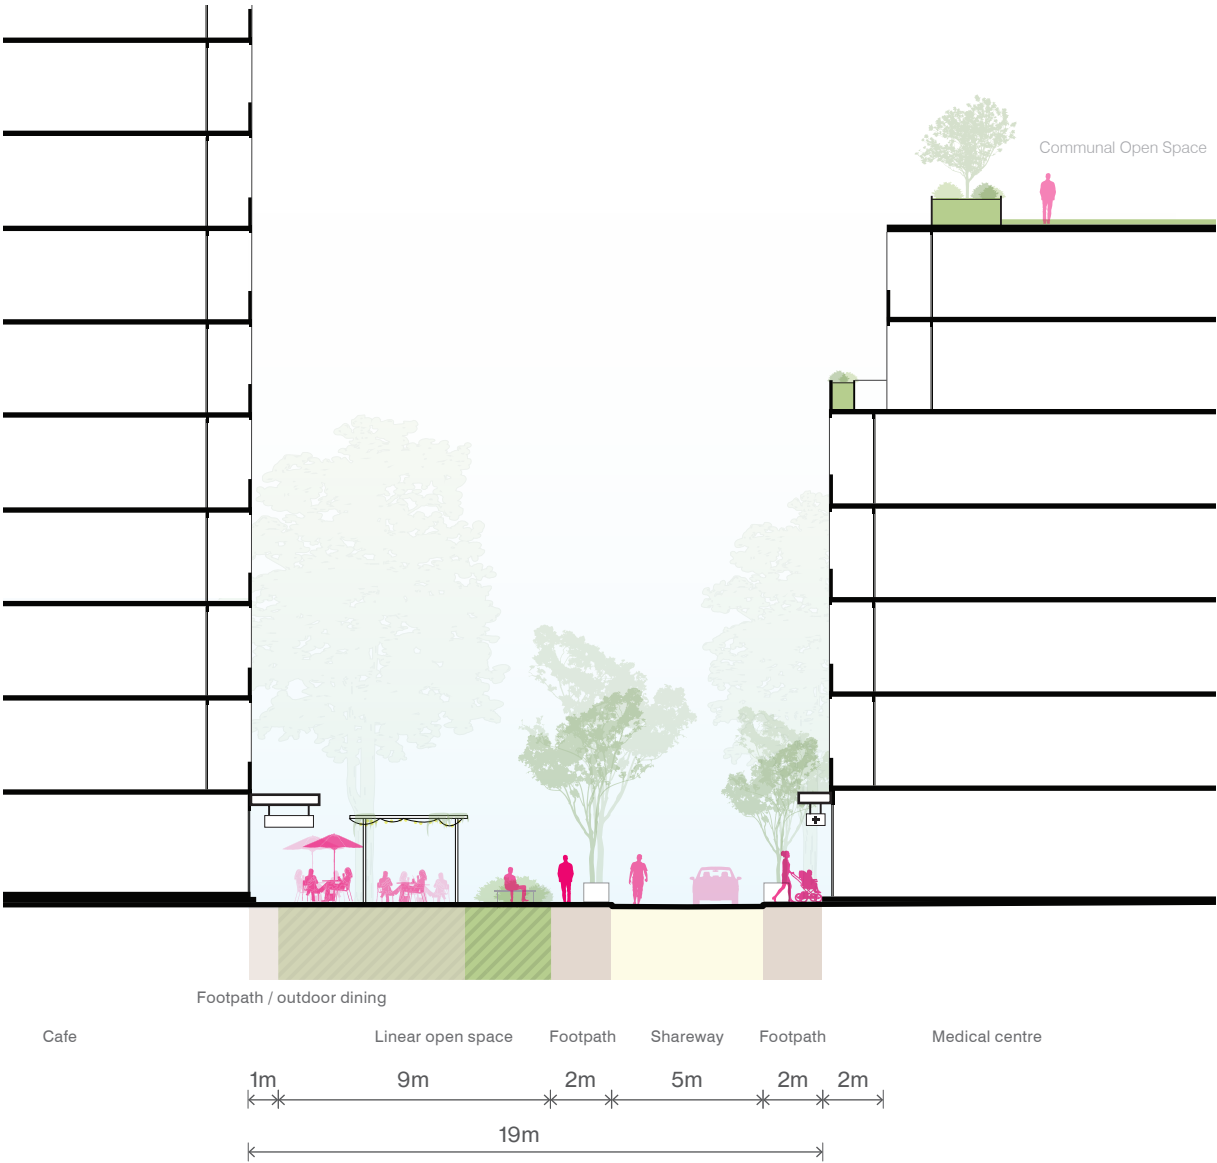 Communal Open Space
Footpath / outdoor dining
Cafe
Linear open space
Footpath
Shareway
Footpath
Medical centre
1m
9m
2m
5m
2m
2m
19m